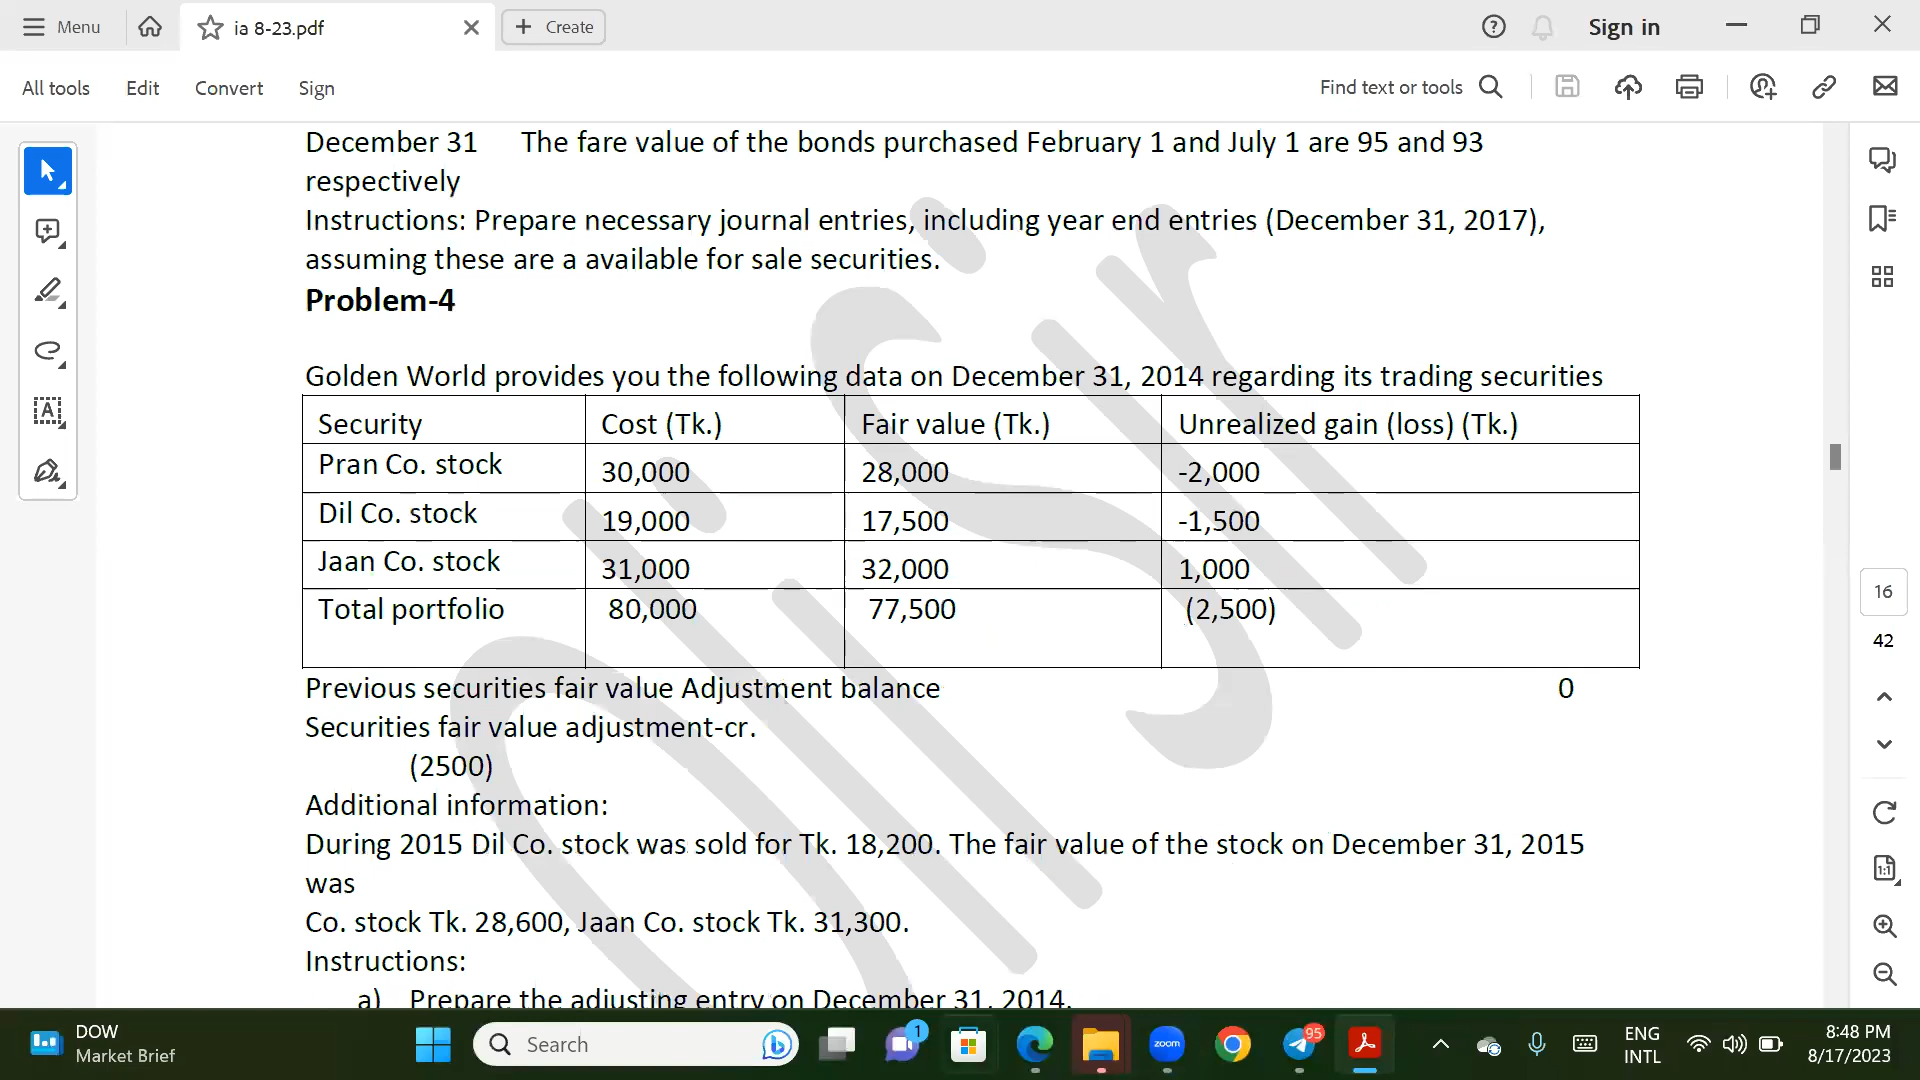 Menu
ia 8-23.pdf
Create
Sign in
All tools
Edit
Convert
Sign
Find text or tools
December 31 The fare value of the bonds purchased February 1 and July 1 are 95 and 93
respectively
Instructions: Prepare necessary journal entries, including year end entries (December 31, 2017),
assuming these are a available for sale securities.
Problem-4
Golden World provides you the following data on December 31, 2014 regarding its trading securities
Security Cost (Tk.) Fair value (Tk.) Unrealized gain (loss) (Tk.)
Pran Co. stock 30,000 28,000 -2,000
Dil Co. stock 19,000 17,500 -1,500
Jaan Co. stock 31,000 32,000 1,000
Total portfolio 80,000 77,500 (2,500)
Previous securities fair value Adjustment balance 0
Securities fair value adjustment-cr.
(2500)
Additional information:
During 2015 Dil Co. stock was sold for Tk. 18,200. The fair value of the stock on December 31, 2015
was
Co. stock Tk. 28,600, Jaan Co. stock Tk. 31,300.
Instructions:
a) Prepare the adjusting entry on December 31, 2014.
Oli Sir
16
42
1:1
DOW
Market Brief
Search
1
zoom
95
ENG
INTL
8:48 PM
8/17/2023